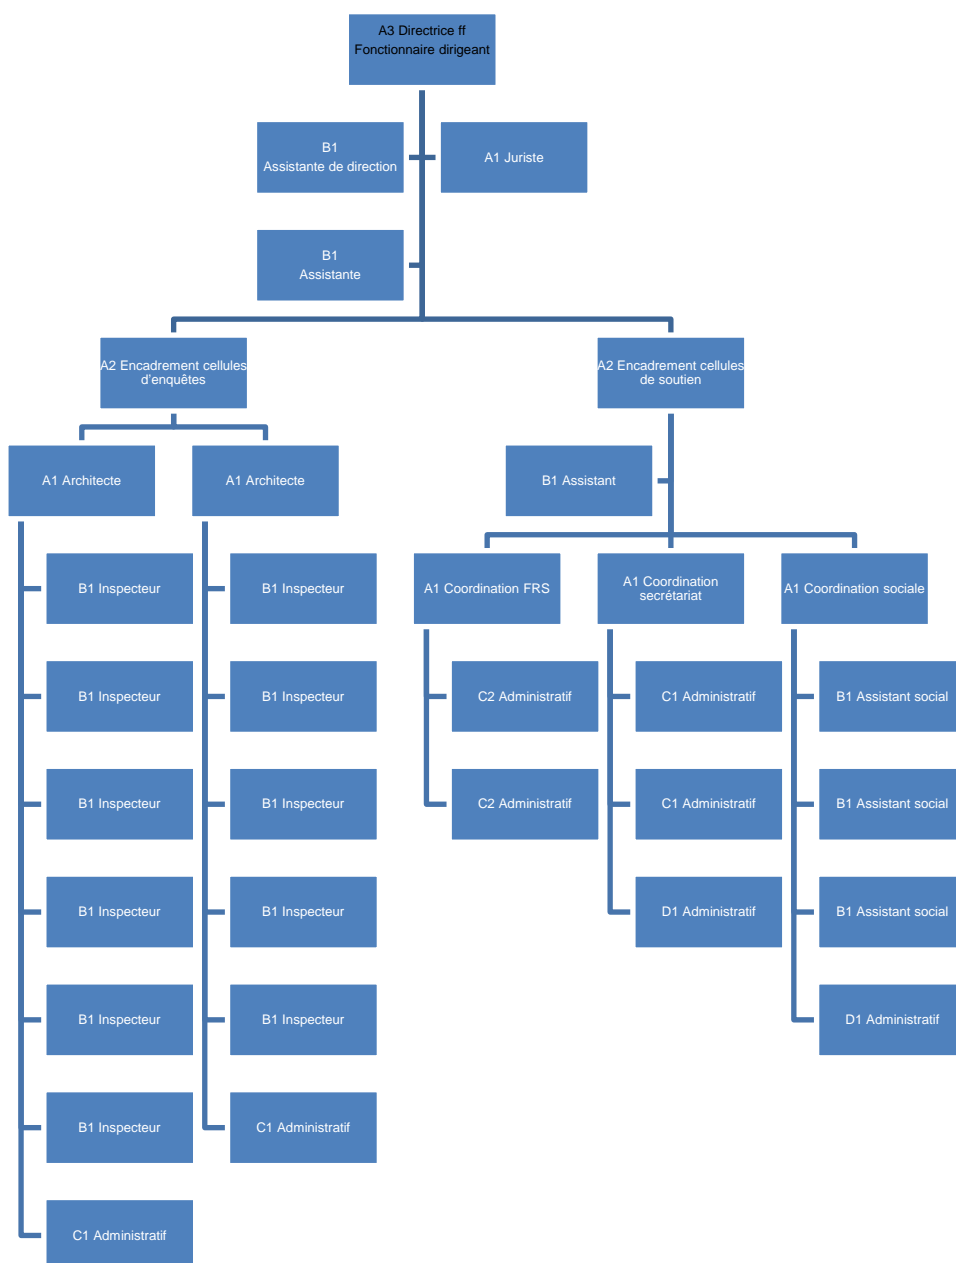 A3 Directrice ff
Fonctionnaire dirigeant
B1
Assistante de direction
A1 Juriste
B1
Assistante
A2 Encadrement cellules
d'enquêtes
A2 Encadrement cellules
de soutien
A1 Architecte
A1 Architecte
B1 Assistant
B1 Inspecteur
B1 Inspecteur
A1 Coordination FRS
A1 Coordination
secrétariat
A1 Coordination sociale
B1 Inspecteur
B1 Inspecteur
C2 Administratif
C1 Administratif
B1 Assistant social
B1 Inspecteur
B1 Inspecteur
C2 Administratif
C1 Administratif
B1 Assistant social
B1 Inspecteur
B1 Inspecteur
D1 Administratif
B1 Assistant social
B1 Inspecteur
B1 Inspecteur
D1 Administratif
B1 Inspecteur
C1 Administratif
C1 Administratif